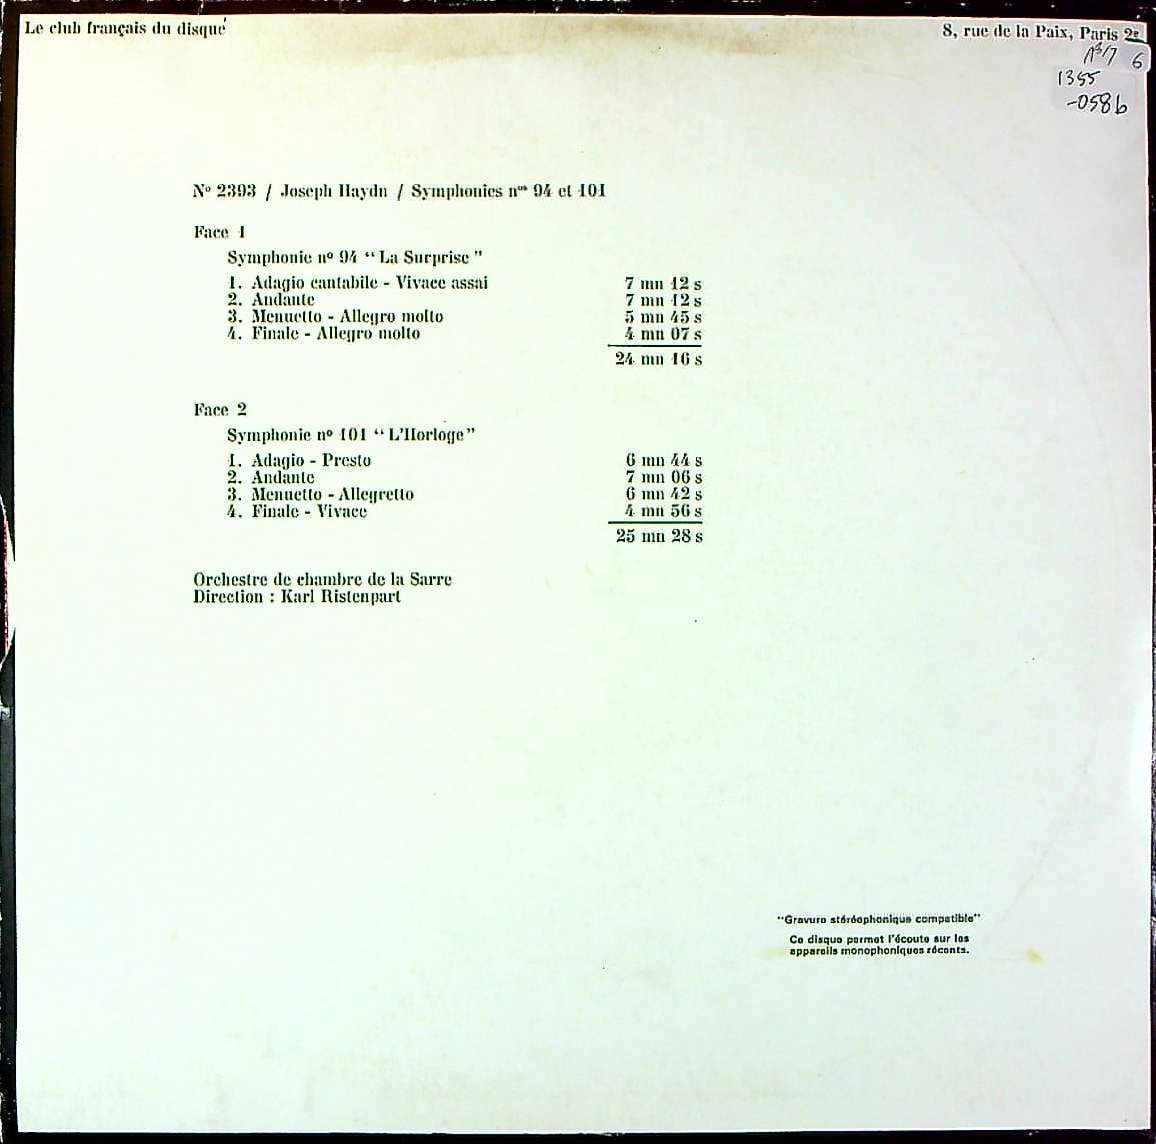 Le club français du disque
8, rue de la Paix, Paris 2e
6
1355
-058b
Nº 2393 / Joseph Haydn / Symphonies nos 94 et 101
Face 1
Symphonie nº 94 “ La Surprise ”
1. Adagio cantabile - Vivace assai 7 mn 12 s
2. Andante 7 mn 12 s
3. Menuetto - Allegro molto 5 mn 45 s
4. Finale - Allegro molto 4 mn 07 s
24 mn 16 s
Face 2
Symphonie nº 101 “ L'Horloge ”
1. Adagio - Presto 6 mn 44 s
2. Andante 7 mn 06 s
3. Menuetto - Allegretto 6 mn 42 s
4. Finale - Vivace 4 mn 56 s
25 mn 28 s
Orchestre de chambre de la Sarre
Direction : Karl Ristenpart
"Gravure stéréophonique compatible"
Ce disque permet l'écoute sur les
appareils monophoniques récents.